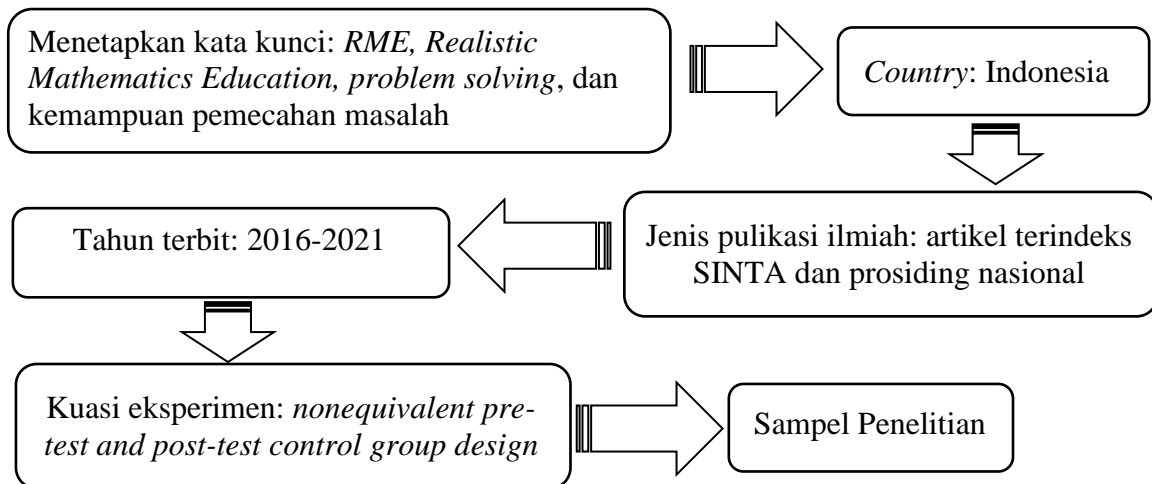 Menetapkan kata kunci: RME, Realistic
Mathematics Education, problem solving, dan
kemampuan pemecahan masalah
Country: Indonesia
Jenis pulikasi ilmiah: artikel terindeks
SINTA dan prosiding nasional
Tahun terbit: 2016-2021
Kuasi eksperimen: nonequivalent pre-
test and post-test control group design
Sampel Penelitian